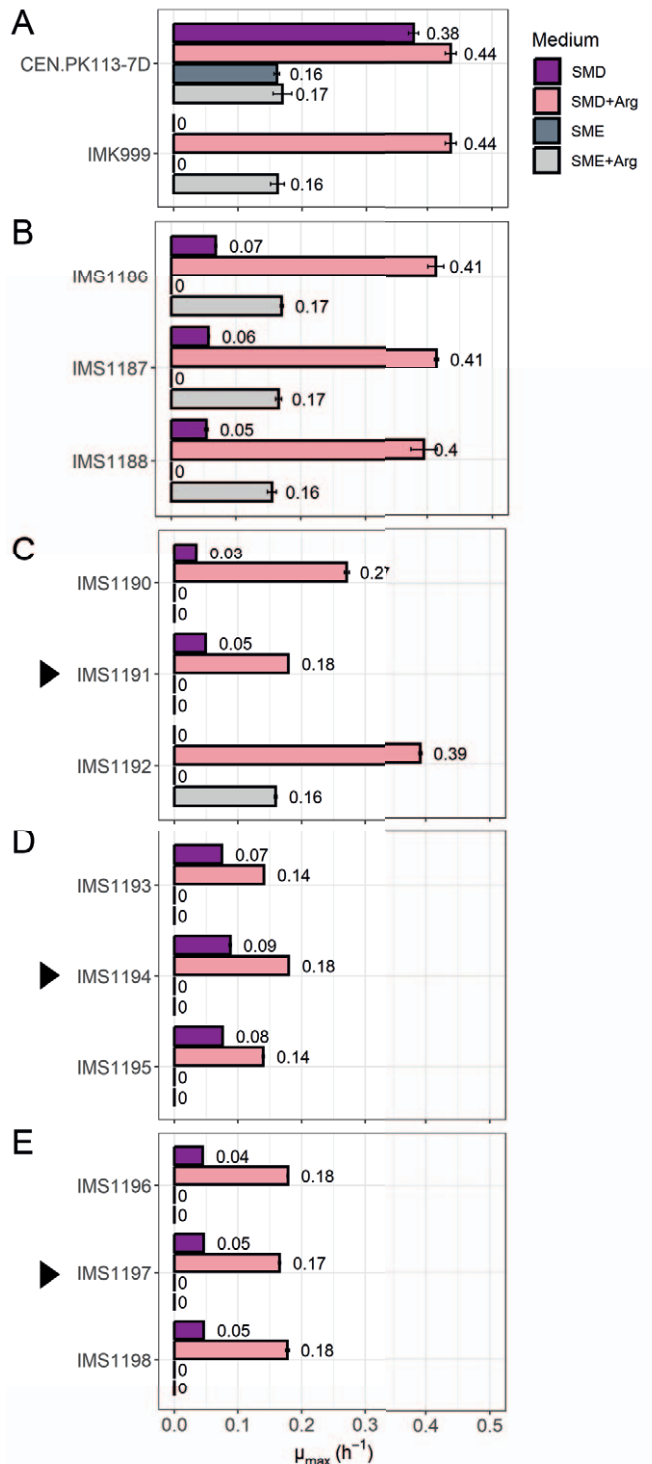 A
CEN.PK113-7D
0.38
0.44
0.16
0.17
IMK999
0
0.44
0
0.16
Medium
SMD
SMD+Arg
SME
SME+Arg
B
IMS1186
0.07
0.41
0
0.17
IMS1187
0.06
0.41
0
0.17
IMS1188
0.05
0.4
0
0.16
C
IMS1190
0.03
0.27
0
0
IMS1191
0.05
0.18
0
0
IMS1192
0
0.39
0
0.16
D
IMS1193
0.07
0.14
0
0
IMS1194
0.09
0.18
0
0
IMS1195
0.08
0.14
0
0
E
IMS1196
0.04
0.18
0
0
IMS1197
0.05
0.17
0
0
IMS1198
0.05
0.18
0
0
0.0 0.1 0.2 0.3 0.4 0.5
μmax (h⁻¹)